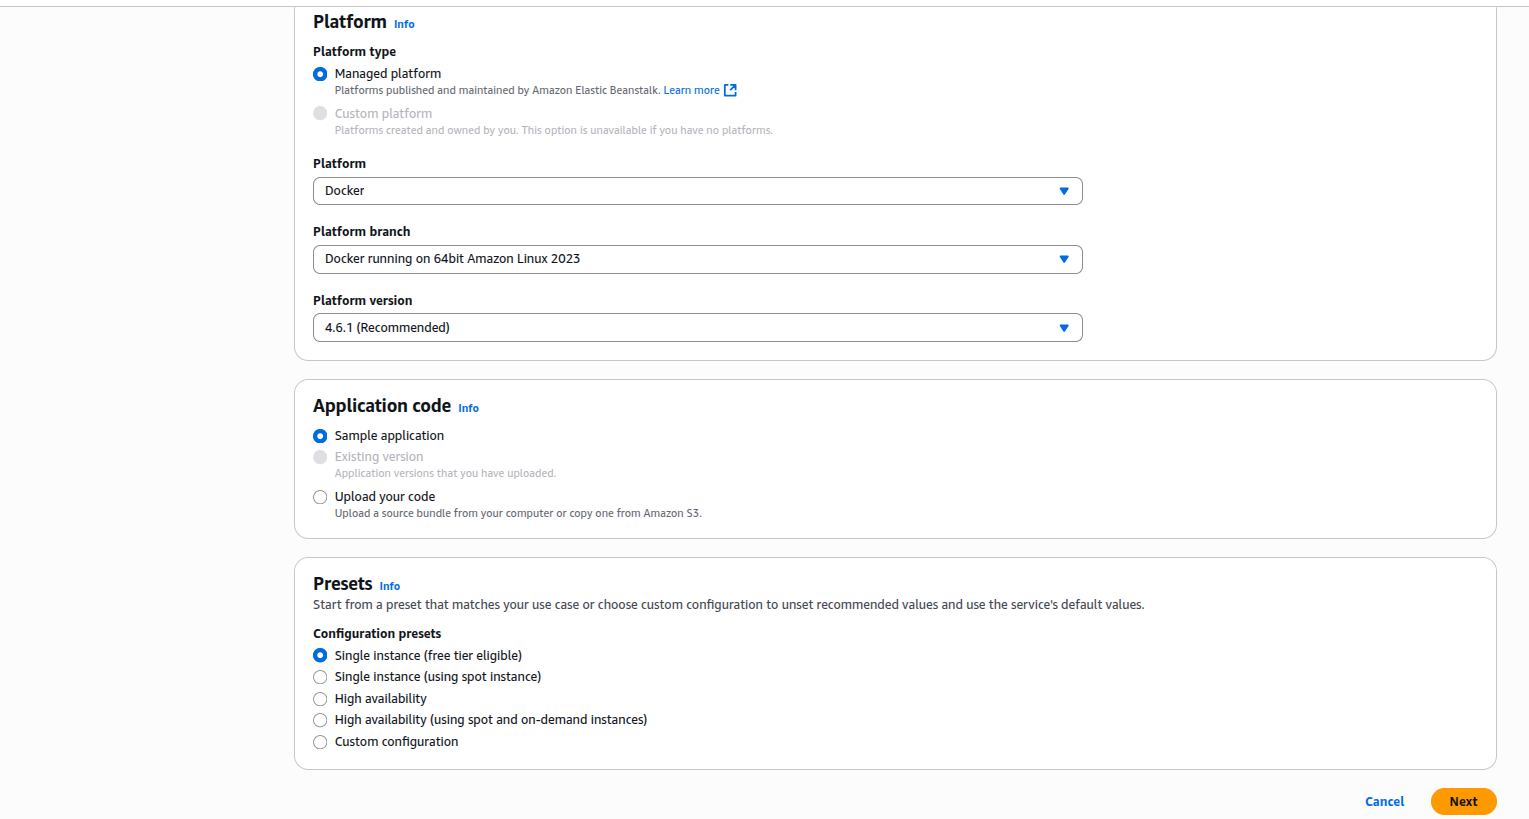 Platform Info
Platform type
Managed platform
Platforms published and maintained by Amazon Elastic Beanstalk. Learn more
Custom platform
Platforms created and owned by you. This option is unavailable if you have no platforms.
Platform
Docker
Platform branch
Docker running on 64bit Amazon Linux 2023
Platform version
4.6.1 (Recommended)
Application code Info
Sample application
Existing version
Application versions that you have uploaded.
Upload your code
Upload a source bundle from your computer or copy one from Amazon S3.
Presets Info
Start from a preset that matches your use case or choose custom configuration to unset recommended values and use the service's default values.
Configuration presets
Single instance (free tier eligible)
Single instance (using spot instance)
High availability
High availability (using spot and on-demand instances)
Custom configuration
Cancel Next